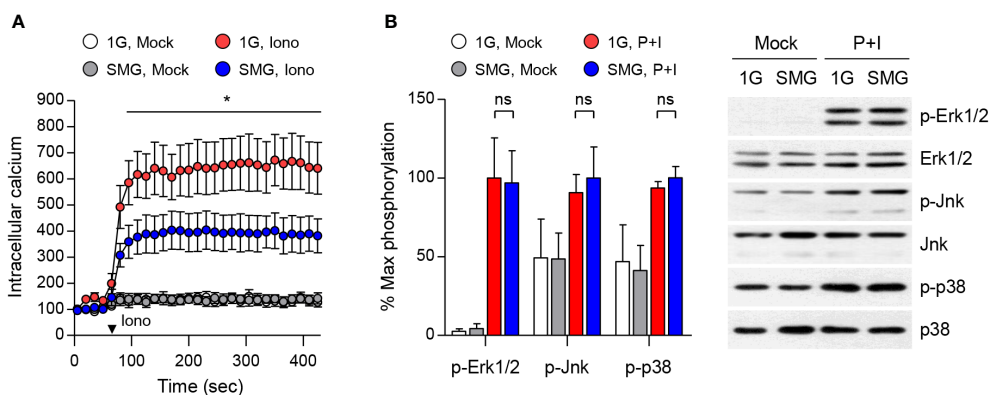 A
1G, Mock
1G, Iono
SMG, Mock
SMG, Iono
*
Intracellular calcium
900
800
700
600
500
400
300
200
100
0
Iono
0 100 200 300 400
Time (sec)
B
1G, Mock
1G, P+I
SMG, Mock
SMG, P+I
% Max phosphorylation
150
100
50
0
ns ns ns
p-Erk1/2 p-Jnk p-p38
Mock P+I
1G SMG 1G SMG
p-Erk1/2
Erk1/2
p-Jnk
Jnk
p-p38
p38